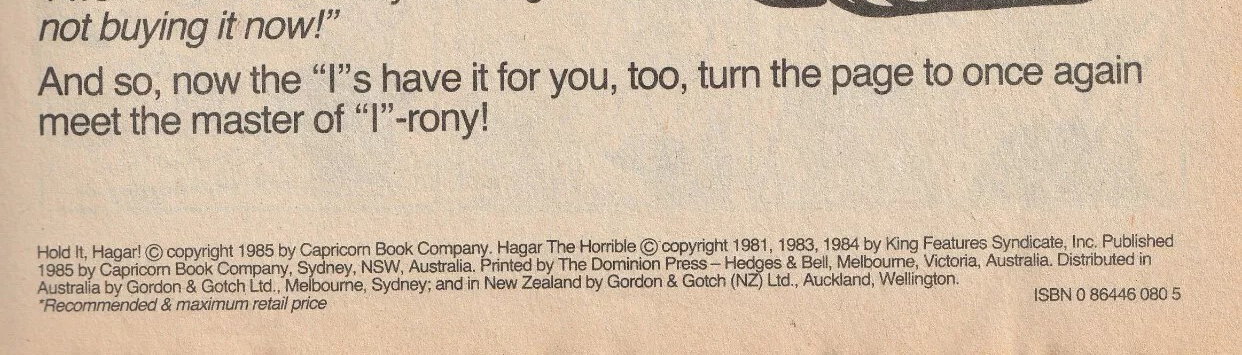 not buying it now!”
And so, now the “I”s have it for you, too, turn the page to once again
meet the master of “I”-rony!
Hold It, Hagar! © copyright 1985 by Capricorn Book Company. Hagar The Horrible © copyright 1981, 1983, 1984 by King Features Syndicate, Inc. Published
1985 by Capricorn Book Company, Sydney, NSW, Australia. Printed by The Dominion Press – Hedges & Bell, Melbourne, Victoria, Australia. Distributed in
Australia by Gordon & Gotch Ltd., Melbourne, Sydney; and in New Zealand by Gordon & Gotch (NZ) Ltd., Auckland, Wellington.
*Recommended & maximum retail price
ISBN 0 86446 080 5